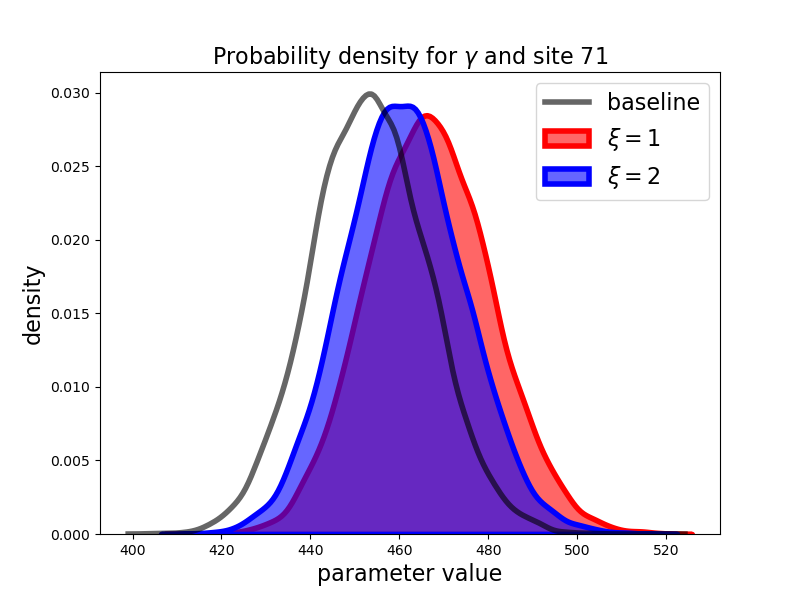 Probability density for γ and site 71
baseline
ξ = 1
ξ = 2
density
0.030
0.025
0.020
0.015
0.010
0.005
0.000
400 420 440 460 480 500 520
parameter value